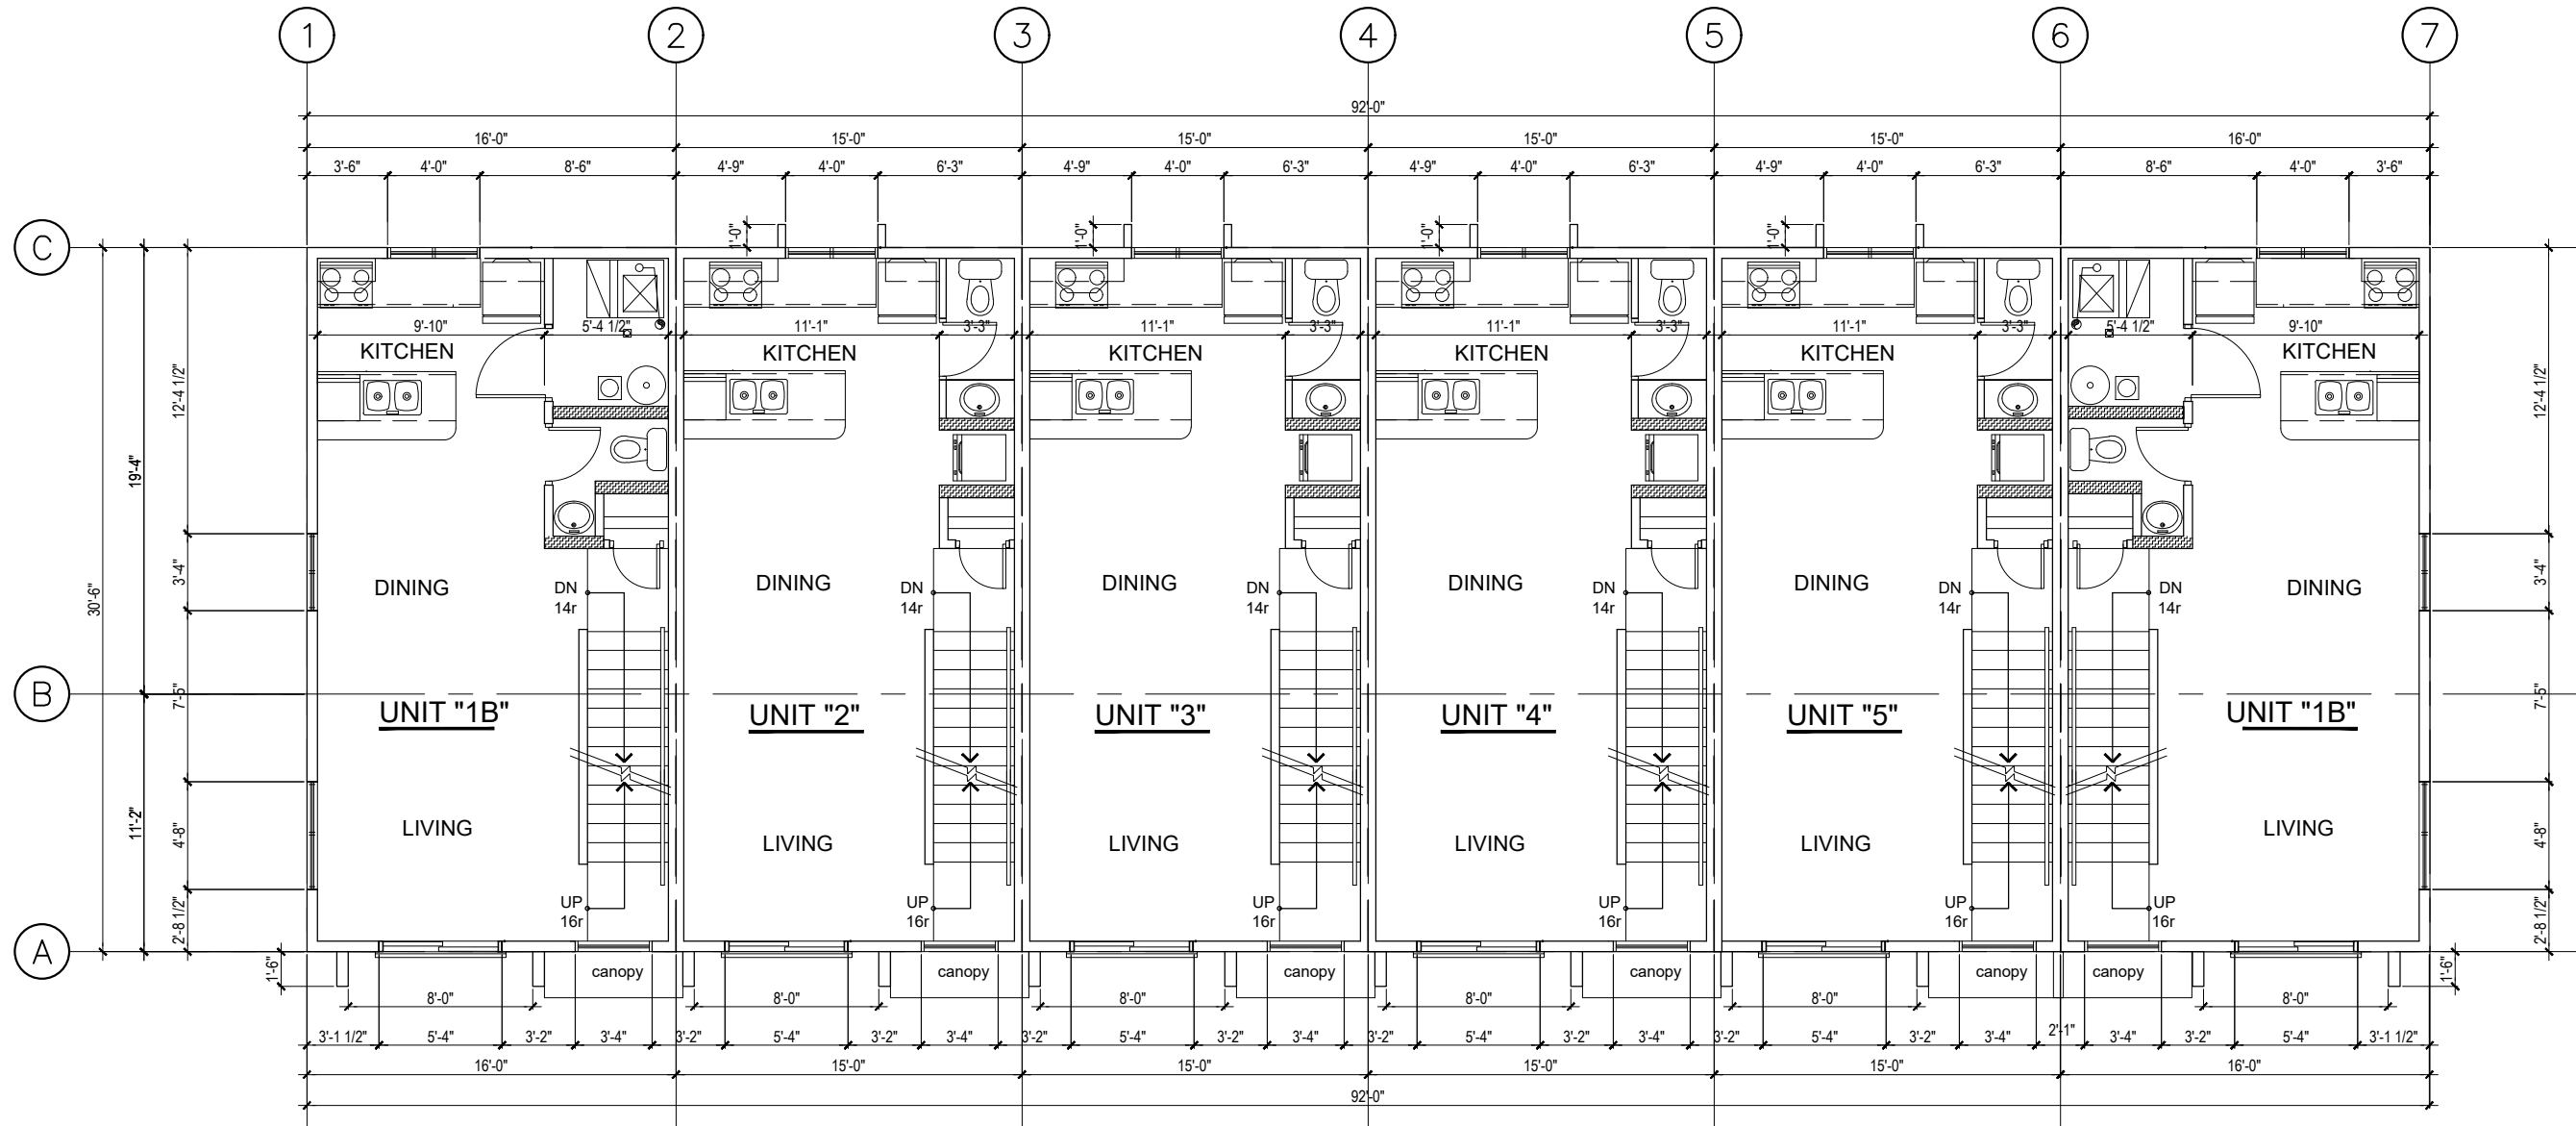 1 2 3 4 5 6 7
92'-0"
16'-0" 15'-0" 15'-0" 15'-0" 15'-0" 16'-0"
3'-6" 4'-0" 8'-6" 4'-9" 4'-0" 6'-3" 4'-9" 4'-0" 6'-3" 4'-9" 4'-0" 6'-3" 4'-9" 4'-0" 6'-3" 8'-6" 4'-0" 3'-6"
1'-0" 1'-0" 1'-0" 1'-0"
C
9'-10" 5'-4 1/2" 11'-1" 3'-3" 11'-1" 3'-3" 11'-1" 3'-3" 11'-1" 3'-3" 5'-4 1/2" 9'-10"
KITCHEN KITCHEN KITCHEN KITCHEN KITCHEN KITCHEN
12'-4 1/2" 12'-4 1/2"
19'-4"
3'-4" 3'-4"
DINING DINING DINING DINING DINING DINING
DN DN DN DN DN DN
14r 14r 14r 14r 14r 14r
30'-6"
B
7'-5" 7'-5"
UNIT "1B" UNIT "2" UNIT "3" UNIT "4" UNIT "5" UNIT "1B"
11'-2"
4'-8" 4'-8"
LIVING LIVING LIVING LIVING LIVING LIVING
UP UP UP UP UP UP
16r 16r 16r 16r 16r 16r
2'-8 1/2" 2'-8 1/2"
A
1'-6" canopy canopy canopy canopy canopy canopy 1'-6"
8'-0" 8'-0" 8'-0" 8'-0" 8'-0" 8'-0"
3'-1 1/2" 5'-4" 3'-2" 3'-4" 3'-2" 5'-4" 3'-2" 3'-4" 3'-2" 5'-4" 3'-2" 3'-4" 3'-2" 5'-4" 3'-2" 3'-4" 3'-2" 5'-4" 3'-2" 3'-4" 2'-1" 3'-4" 3'-2" 5'-4" 3'-1 1/2"
16'-0" 15'-0" 15'-0" 15'-0" 15'-0" 16'-0"
92'-0"